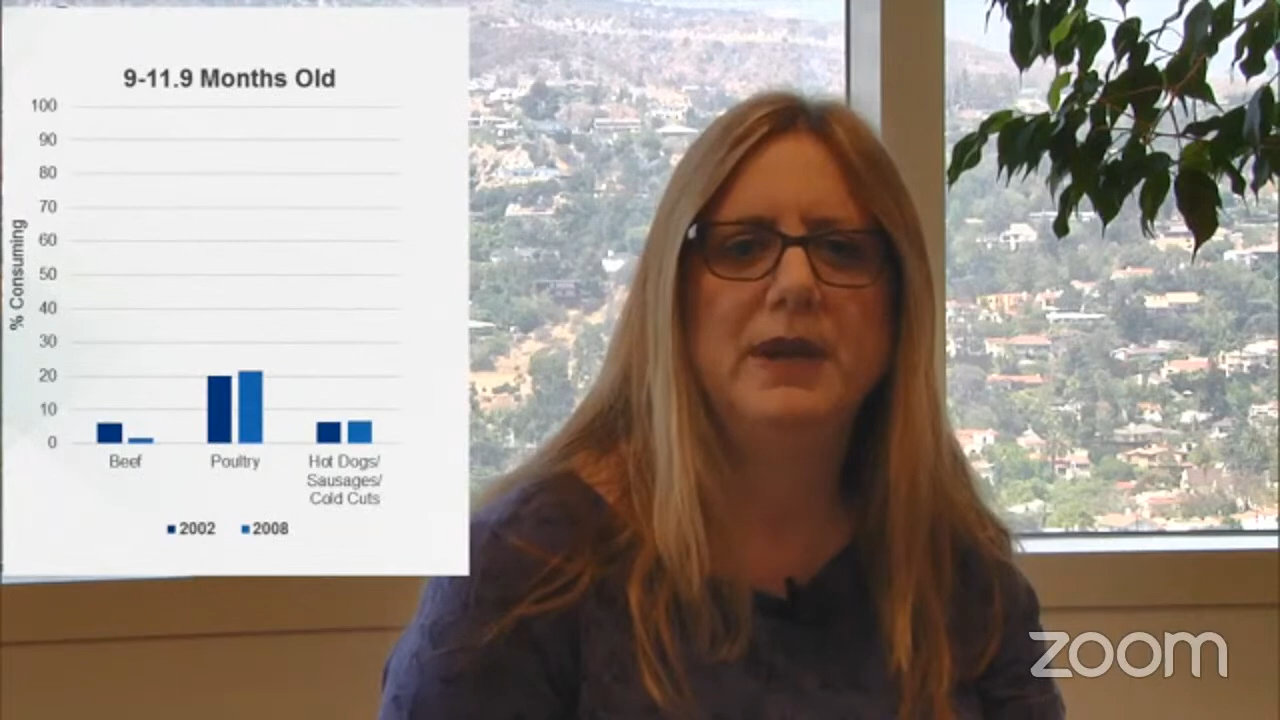 9-11.9 Months Old
100
90
80
70
60
50
40
30
20
10
0
% Consuming
Beef
Poultry
Hot Dogs/
Sausages/
Cold Cuts
2002 2008
zoom